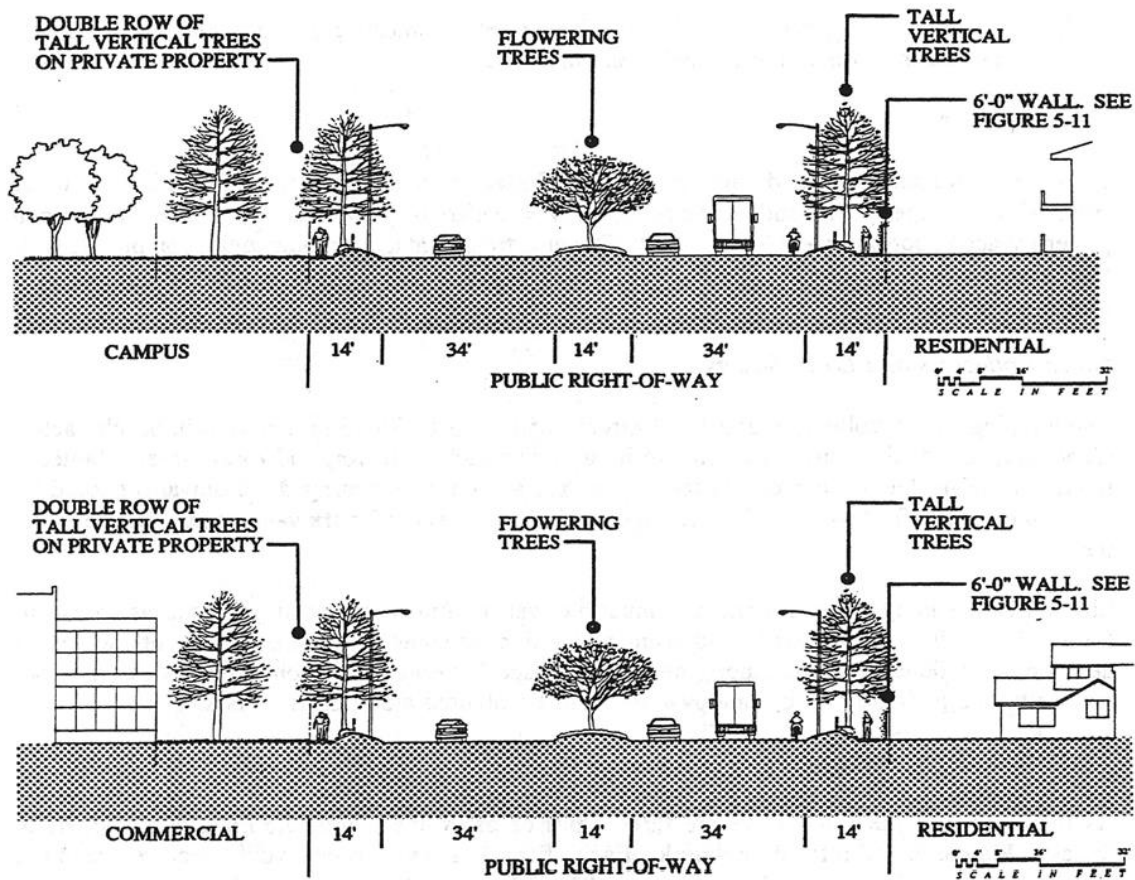 DOUBLE ROW OF
TALL VERTICAL TREES
ON PRIVATE PROPERTY
FLOWERING
TREES
TALL
VERTICAL
TREES
6'-0" WALL. SEE
FIGURE 5-11
CAMPUS
14'
34'
14'
34'
14'
RESIDENTIAL
PUBLIC RIGHT-OF-WAY
SCALE IN FEET
DOUBLE ROW OF
TALL VERTICAL TREES
ON PRIVATE PROPERTY
FLOWERING
TREES
TALL
VERTICAL
TREES
6'-0" WALL. SEE
FIGURE 5-11
COMMERCIAL
14'
34'
14'
34'
14'
RESIDENTIAL
PUBLIC RIGHT-OF-WAY
SCALE IN FEET